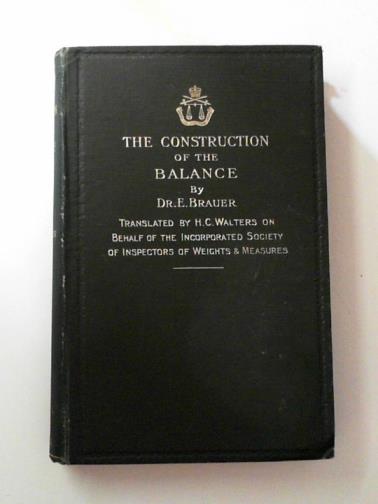 THE CONSTRUCTION
OF THE
BALANCE
By
DR. E. BRAUER
TRANSLATED BY H.C. WALTERS ON
BEHALF OF THE INCORPORATED SOCIETY
OF INSPECTORS OF WEIGHTS & MEASURES